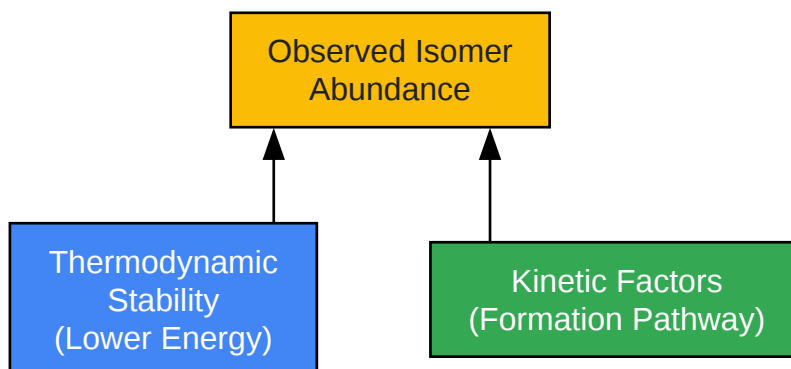 Observed Isomer
Abundance
Thermodynamic
Stability
(Lower Energy)
Kinetic Factors
(Formation Pathway)